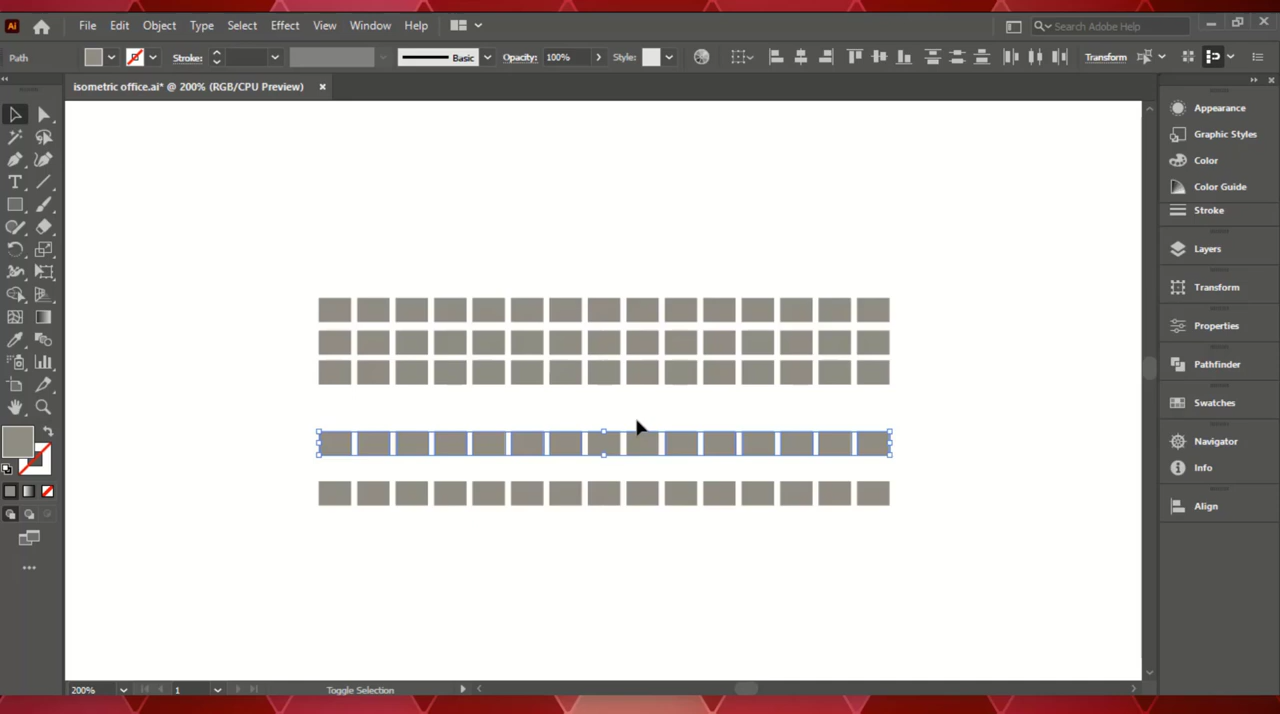 Ai File Edit Object Type Select Effect View Window Help Search Adobe Help
Path Stroke: Basic Opacity: 100% Style: Transform
isometric office.ai* @ 200% (RGB/CPU Preview)
Appearance
Graphic Styles
Color
Color Guide
Stroke
Layers
Transform
Properties
Pathfinder
Swatches
Navigator
Info
Align
200% 1 Toggle Selection